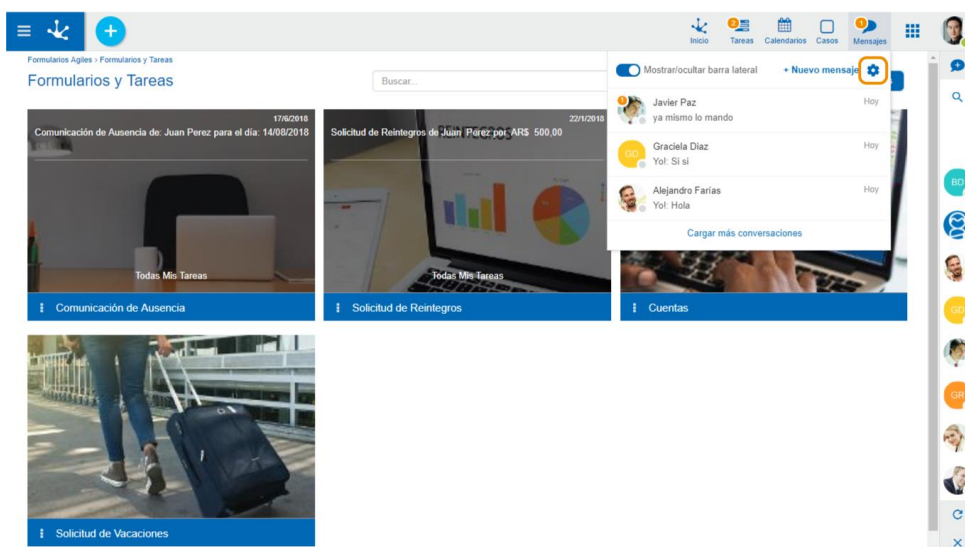 Inicio
2
Tareas
Calendarios
Casos
1
Mensajes
Formularios Agiles › Formularios y Tareas
Formularios y Tareas
Buscar...
Mostrar/ocultar barra lateral
+ Nuevo mensaje
1
Javier Paz
Hoy
ya mismo lo mando
GD
Graciela Diaz
Hoy
Yo!: Si si
Alejandro Farías
Hoy
Yo!: Hola
Cargar más conversaciones
17/6/2018
Comunicación de Ausencia de: Juan Perez para el día: 14/08/2018
Todas Mis Tareas
Comunicación de Ausencia
22/1/2018
Solicitud de Reintegros de Juan Perez por AR$ 500,00
Todas Mis Tareas
Solicitud de Reintegros
Cuentas
Solicitud de Vacaciones
BD
GD
GR